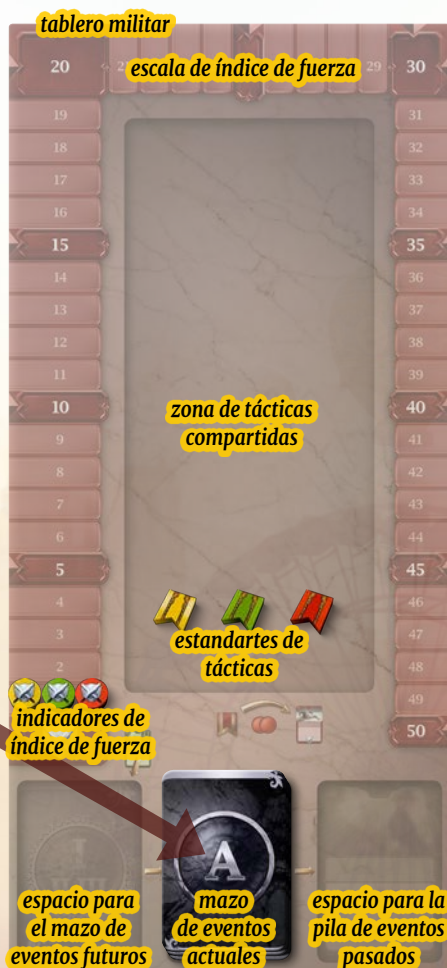 tablero militar
20
escala de índice de fuerza
29
30
19
31
18
32
17
33
16
34
15
35
14
36
13
37
12
38
11
39
10
40
zona de tácticas
compartidas
9
41
8
42
7
43
6
44
5
45
4
46
3
47
estandartes de
tácticas
2
48
49
indicadores de
índice de fuerza
50
A
espacio para
el mazo de
eventos futuros
mazo
de eventos
actuales
espacio para la
pila de eventos
pasados